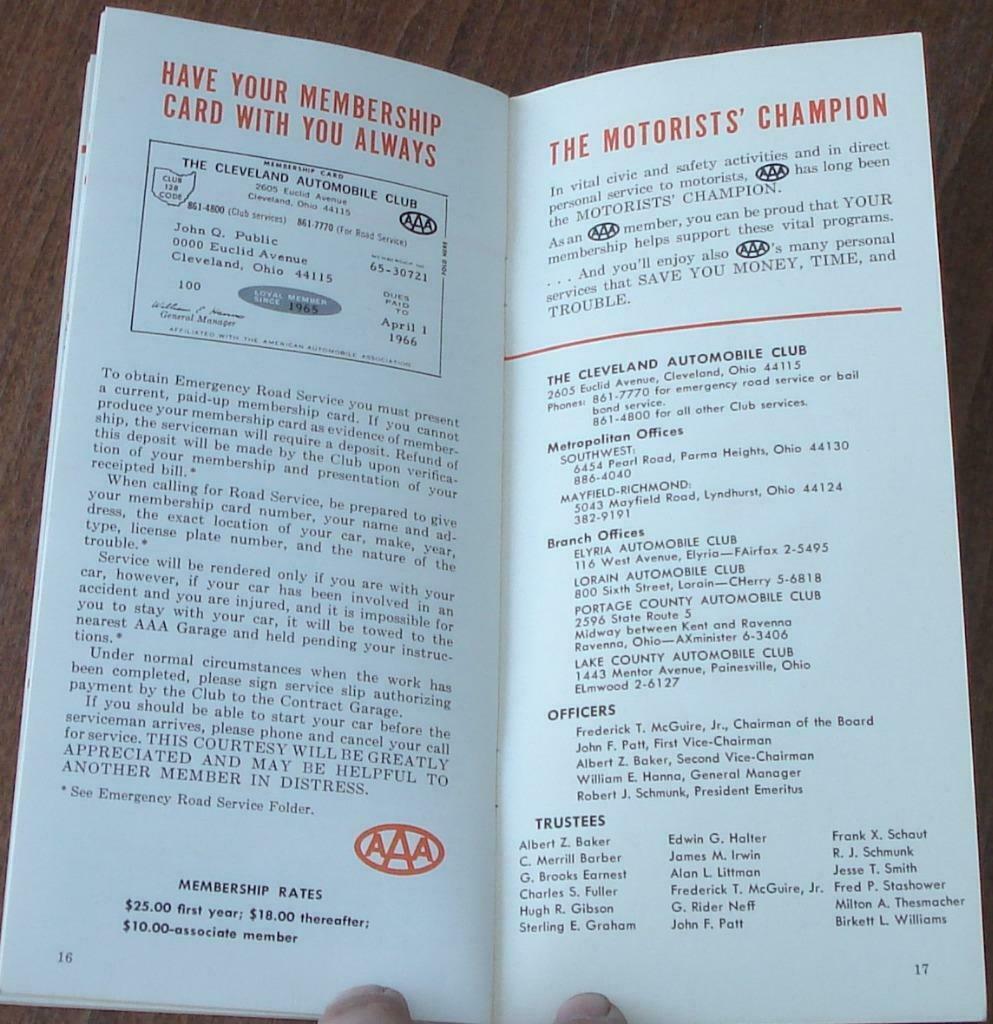 HAVE YOUR MEMBERSHIP
CARD WITH YOU ALWAYS
MEMBERSHIP CARD
THE CLEVELAND AUTOMOBILE CLUB
2605 Euclid Avenue
Cleveland, Ohio 44115
CLUB
128
CODE
AAA
861-4800 (Club services) 861-7770 (For Road Service)
FOLD HERE
John Q. Public
0000 Euclid Avenue
Cleveland, Ohio 44115
MEMBERSHIP NO.
65-30721
100
LOYAL MEMBER
SINCE 1965
DUES
PAID
TO
April 1
1966
General Manager
AFFILIATED WITH THE AMERICAN AUTOMOBILE ASSOCIATION
To obtain Emergency Road Service you must present
a current, paid-up membership card. If you cannot
produce your membership card as evidence of member-
ship, the serviceman will require a deposit. Refund of
this deposit will be made by the Club upon verifica-
tion of your membership and presentation of your
receipted bill.*
When calling for Road Service, be prepared to give
your membership card number, your name and ad-
dress, the exact location of your car, make, year,
type, license plate number, and the nature of the
trouble.*
Service will be rendered only if you are with your
car, however, if your car has been involved in an
accident and you are injured, and it is impossible for
you to stay with your car, it will be towed to the
nearest AAA Garage and held pending your instruc-
tions.*
Under normal circumstances when the work has
been completed, please sign service slip authorizing
payment by the Club to the Contract Garage.
If you should be able to start your car before the
serviceman arrives, please phone and cancel your call
for service. THIS COURTESY WILL BE GREATLY
APPRECIATED AND MAY BE HELPFUL TO
ANOTHER MEMBER IN DISTRESS.
* See Emergency Road Service Folder.
AAA
MEMBERSHIP RATES
$25.00 first year; $18.00 thereafter;
$10.00-associate member
16
THE MOTORISTS' CHAMPION
In vital civic and safety activities and in direct
personal service to motorists, AAA has long been
the MOTORISTS' CHAMPION.
As an AAA member, you can be proud that YOUR
membership helps support these vital programs.
. . . And you'll enjoy also AAA's many personal
services that SAVE YOU MONEY, TIME, and
TROUBLE.
THE CLEVELAND AUTOMOBILE CLUB
2605 Euclid Avenue, Cleveland, Ohio 44115
Phones: 861-7770 for emergency road service or bail
bond service.
861-4800 for all other Club services.
Metropolitan Offices
SOUTHWEST:
6454 Pearl Road, Parma Heights, Ohio 44130
886-4040
MAYFIELD-RICHMOND:
5043 Mayfield Road, Lyndhurst, Ohio 44124
382-9191
Branch Offices
ELYRIA AUTOMOBILE CLUB
116 West Avenue, Elyria—FAirfax 2-5495
LORAIN AUTOMOBILE CLUB
800 Sixth Street, Lorain—CHerry 5-6818
PORTAGE COUNTY AUTOMOBILE CLUB
2596 State Route 5
Midway between Kent and Ravenna
Ravenna, Ohio—AXminister 6-3406
LAKE COUNTY AUTOMOBILE CLUB
1443 Mentor Avenue, Painesville, Ohio
ELmwood 2-6127
OFFICERS
Frederick T. McGuire, Jr., Chairman of the Board
John F. Patt, First Vice-Chairman
Albert Z. Baker, Second Vice-Chairman
William E. Hanna, General Manager
Robert J. Schmunk, President Emeritus
TRUSTEES
Albert Z. Baker
C. Merrill Barber
G. Brooks Earnest
Charles S. Fuller
Hugh R. Gibson
Sterling E. Graham
Edwin G. Halter
James M. Irwin
Alan L. Littman
Frederick T. McGuire, Jr.
G. Rider Neff
John F. Patt
Frank X. Schaut
R. J. Schmunk
Jesse T. Smith
Fred P. Stashower
Milton A. Thesmacher
Birkett L. Williams
17